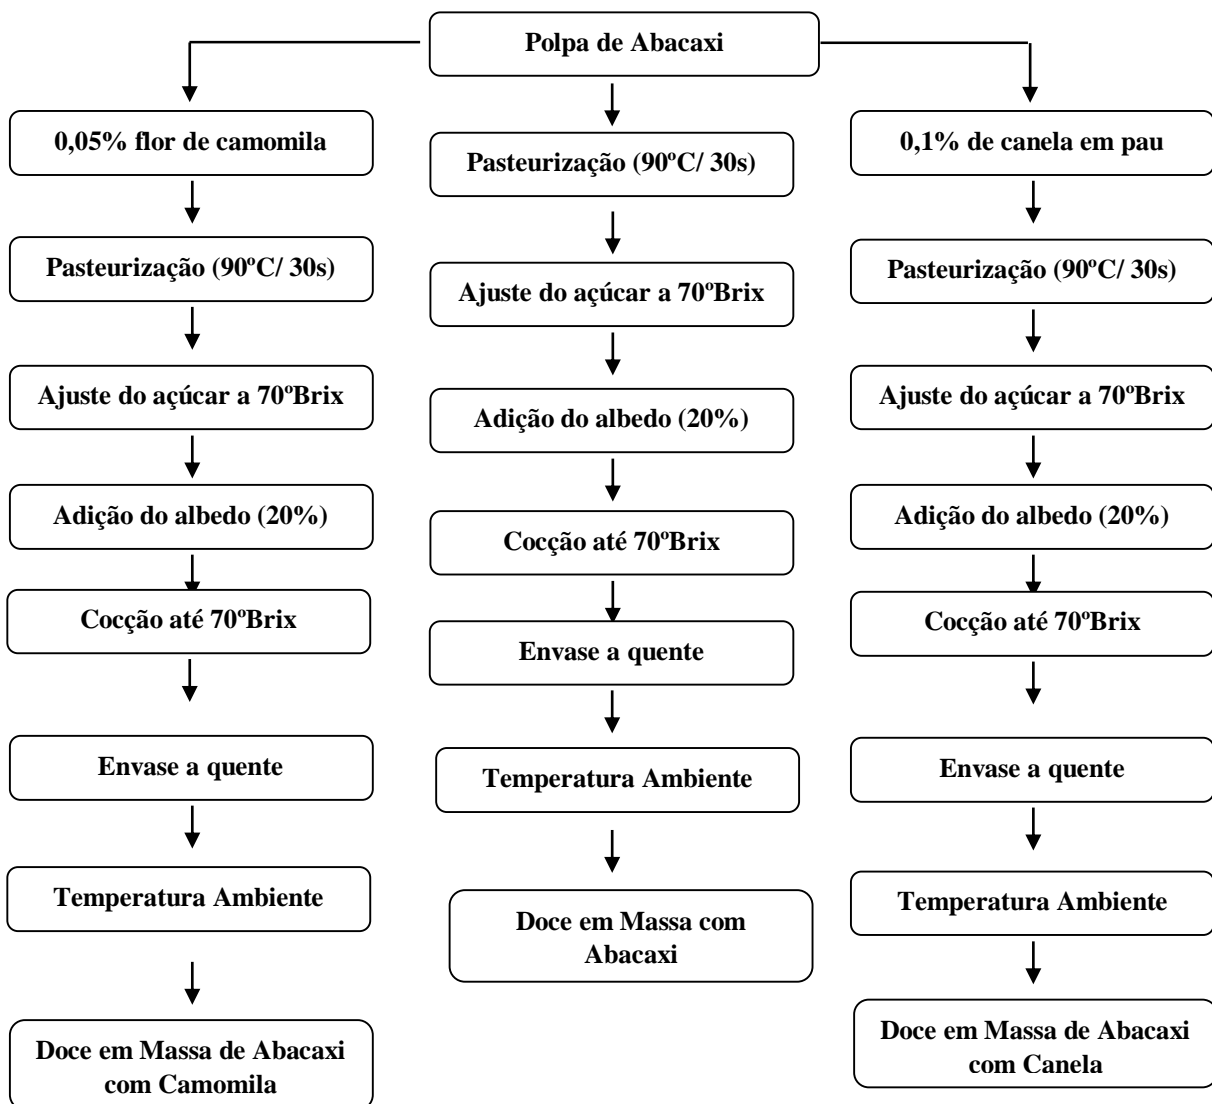 Polpa de Abacaxi
0,05% flor de camomila
Pasteurização (90ºC/ 30s)
Ajuste do açúcar a 70ºBrix
Adição do albedo (20%)
Cocção até 70ºBrix
Envase a quente
Temperatura Ambiente
Doce em Massa de Abacaxi
com Camomila
Pasteurização (90ºC/ 30s)
Ajuste do açúcar a 70ºBrix
Adição do albedo (20%)
Cocção até 70ºBrix
Envase a quente
Temperatura Ambiente
Doce em Massa com
Abacaxi
0,1% de canela em pau
Pasteurização (90ºC/ 30s)
Ajuste do açúcar a 70ºBrix
Adição do albedo (20%)
Cocção até 70ºBrix
Envase a quente
Temperatura Ambiente
Doce em Massa de Abacaxi
com Canela